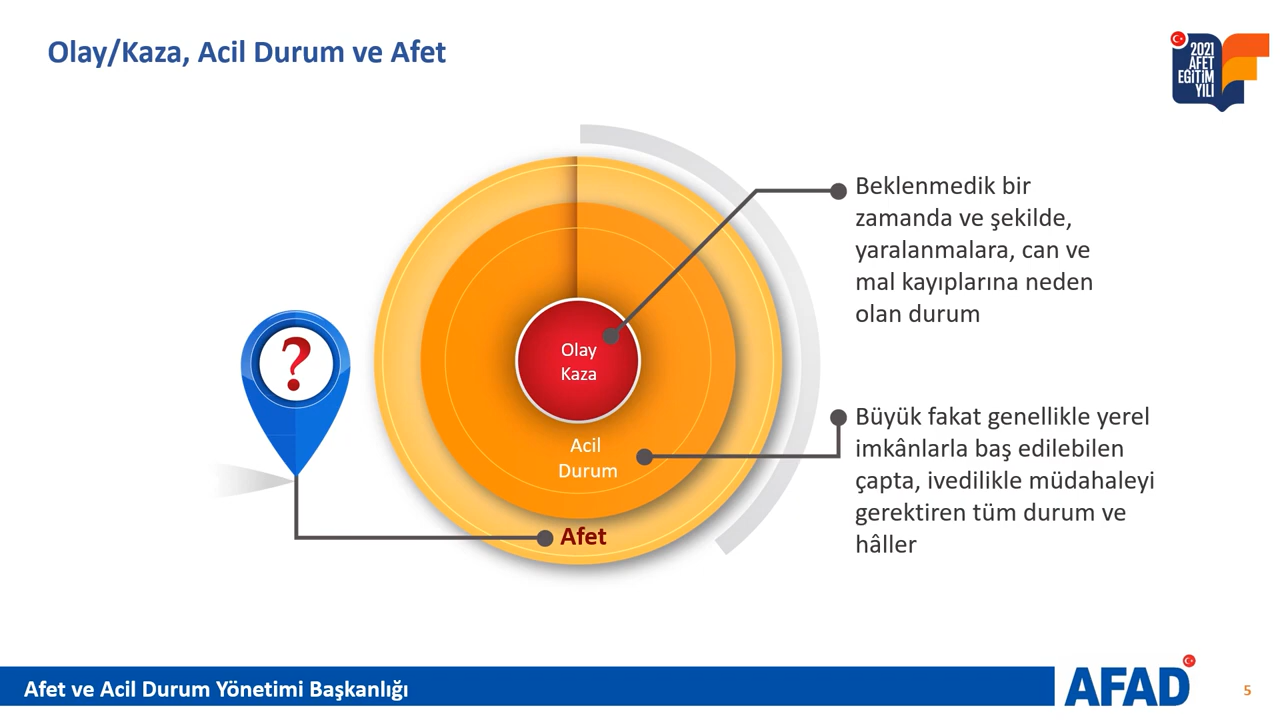 Olay/Kaza, Acil Durum ve Afet
2021
AFET
EĞİTİM
YILI
Beklenmedik bir
zamanda ve şekilde,
yaralanmalara, can ve
mal kayıplarına neden
olan durum
?
Olay
Kaza
Acil
Durum
Büyük fakat genellikle yerel
imkânlarla baş edilebilen
çapta, ivedilikle müdahaleyi
gerektiren tüm durum ve
hâller
Afet
Afet ve Acil Durum Yönetimi Başkanlığı
AFAD
5